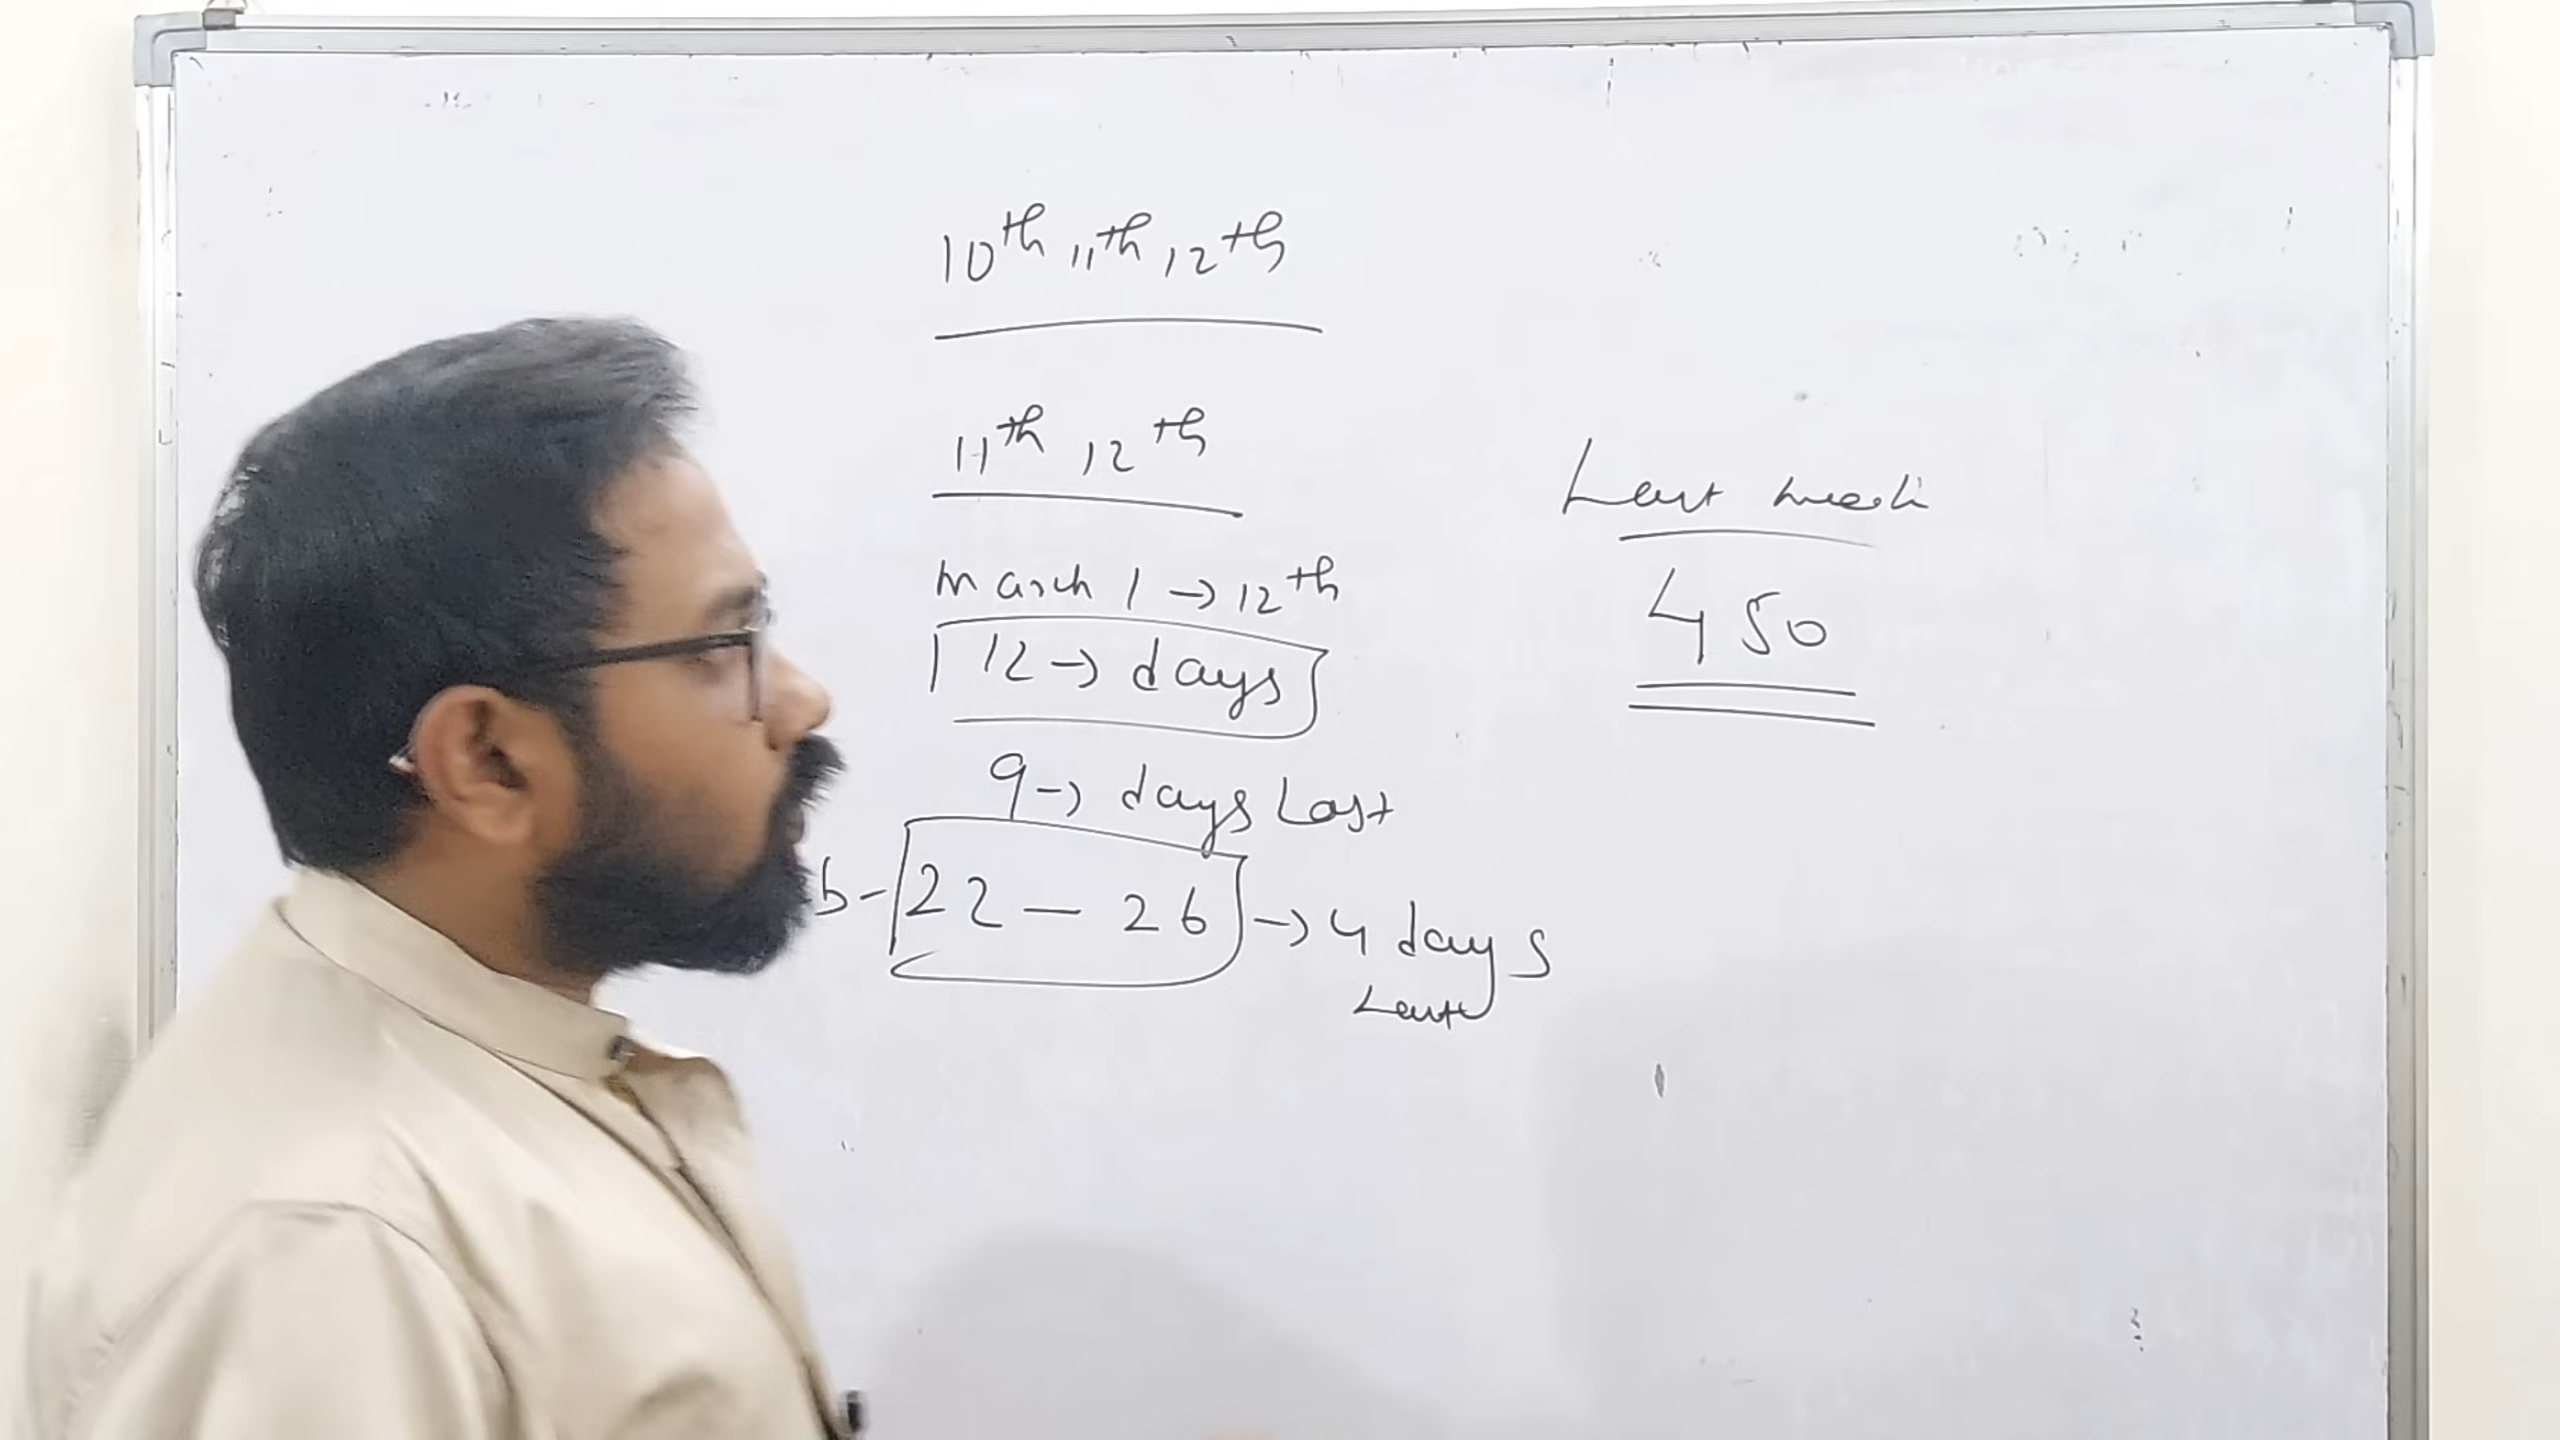 10th 11th 12th
11th 12th
March 1 → 12th
12 → days
9 → days Last
b - 22 - 26 → 4 days
Last
Last week
450